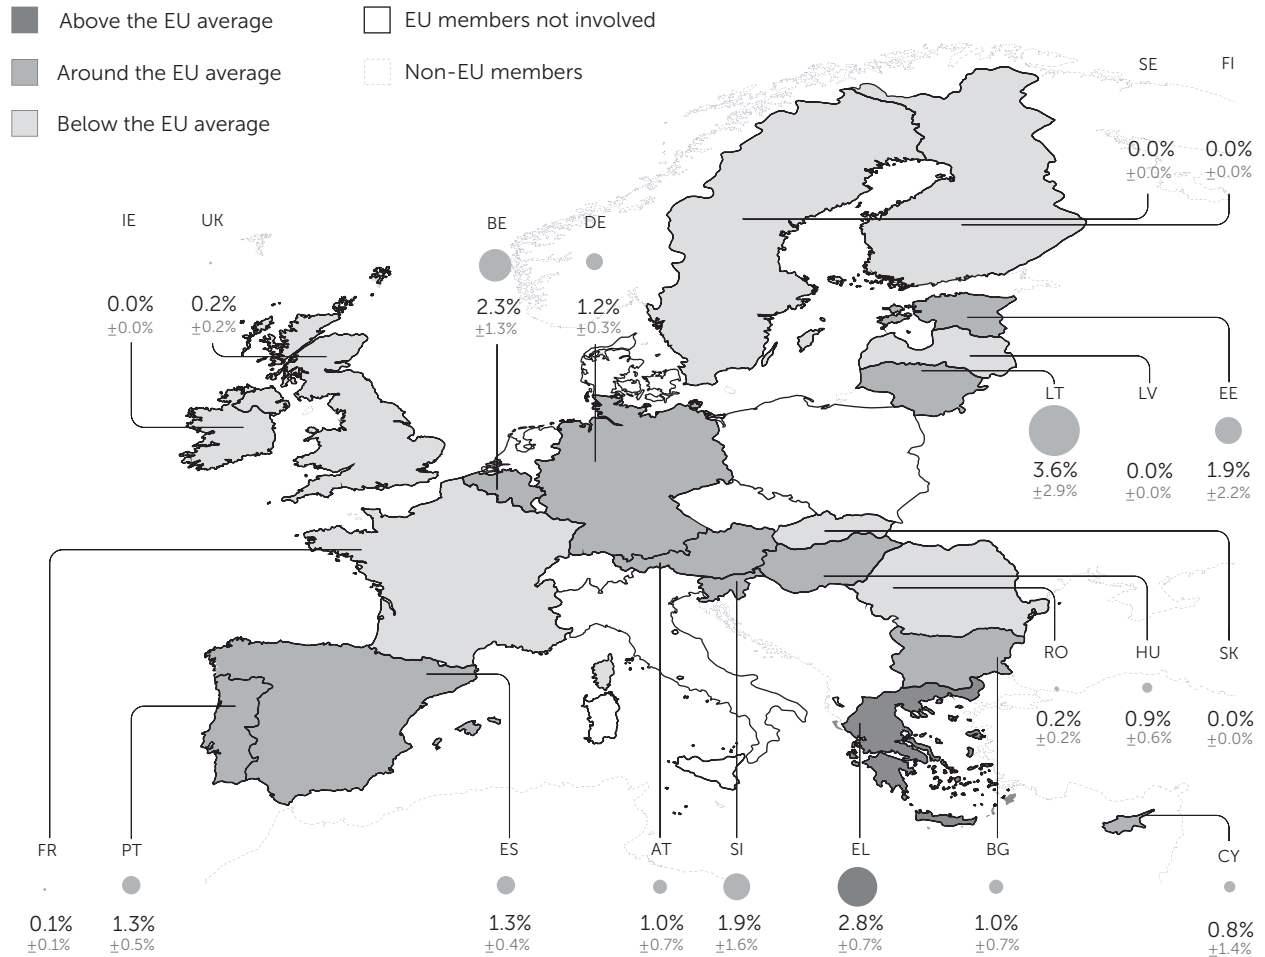 Above the EU average
EU members not involved
Around the EU average
Non-EU members
Below the EU average
SE
FI
0.0%
±0.0%
0.0%
±0.0%
IE
UK
BE
DE
0.0%
±0.0%
0.2%
±0.2%
2.3%
±1.3%
1.2%
±0.3%
LT
LV
EE
3.6%
±2.9%
0.0%
±0.0%
1.9%
±2.2%
RO
HU
SK
0.2%
±0.2%
0.9%
±0.6%
0.0%
±0.0%
FR
PT
ES
AT
SI
EL
BG
CY
0.1%
±0.1%
1.3%
±0.5%
1.3%
±0.4%
1.0%
±0.7%
1.9%
±1.6%
2.8%
±0.7%
1.0%
±0.7%
0.8%
±1.4%